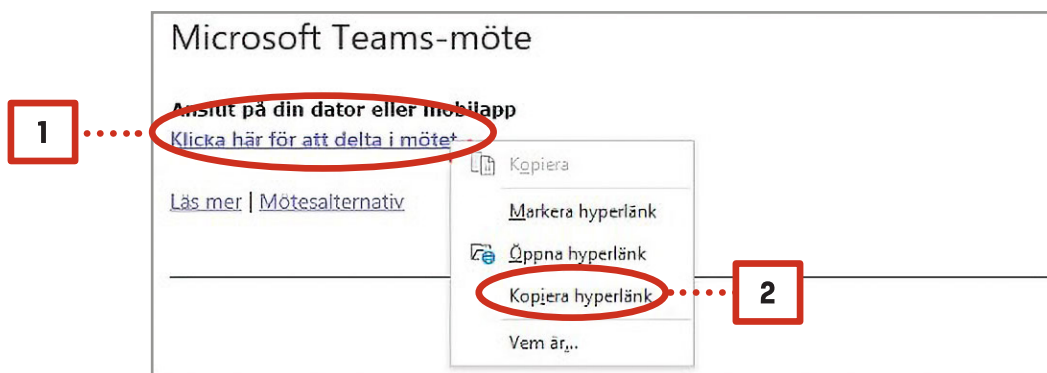 Microsoft Teams-möte
Anslut på din dator eller mobilapp
1
Klicka här för att delta i mötet
Kopiera
Läs mer | Mötesalternativ
Markera hyperlänk
Öppna hyperlänk
Kopiera hyperlänk
2
Vem är...